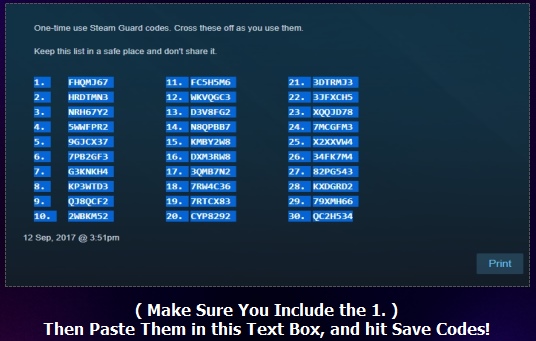 One-time use Steam Guard codes. Cross these off as you use them.
Keep this list in a safe place and don't share it.
1. FHQMJ67 11. FC5H5M6 21. 3DTRMJ3
2. HRDTMN3 12. WKVQGC3 22. 3JFXCH5
3. NRH67Y2 13. D3V8FG2 23. XQQJD78
4. 5WWFPR2 14. N8QPBB7 24. 7MCGFM3
5. 9GJCX37 15. KMBY2W8 25. X2XXVW4
6. 7PB2GF3 16. DXM3RW8 26. 34FK7M4
7. G3KNKH4 17. 3QMB7N2 27. 82PG543
8. KP3WTD3 18. 7RW4C36 28. KXDGRD2
9. QJ8QCF2 19. 7RTCX83 29. 79XMH66
10. 2WBKM52 20. CYP8292 30. QC2H534
12 Sep, 2017 @ 3:51pm
Print
( Make Sure You Include the 1. )
Then Paste Them in this Text Box, and hit Save Codes!